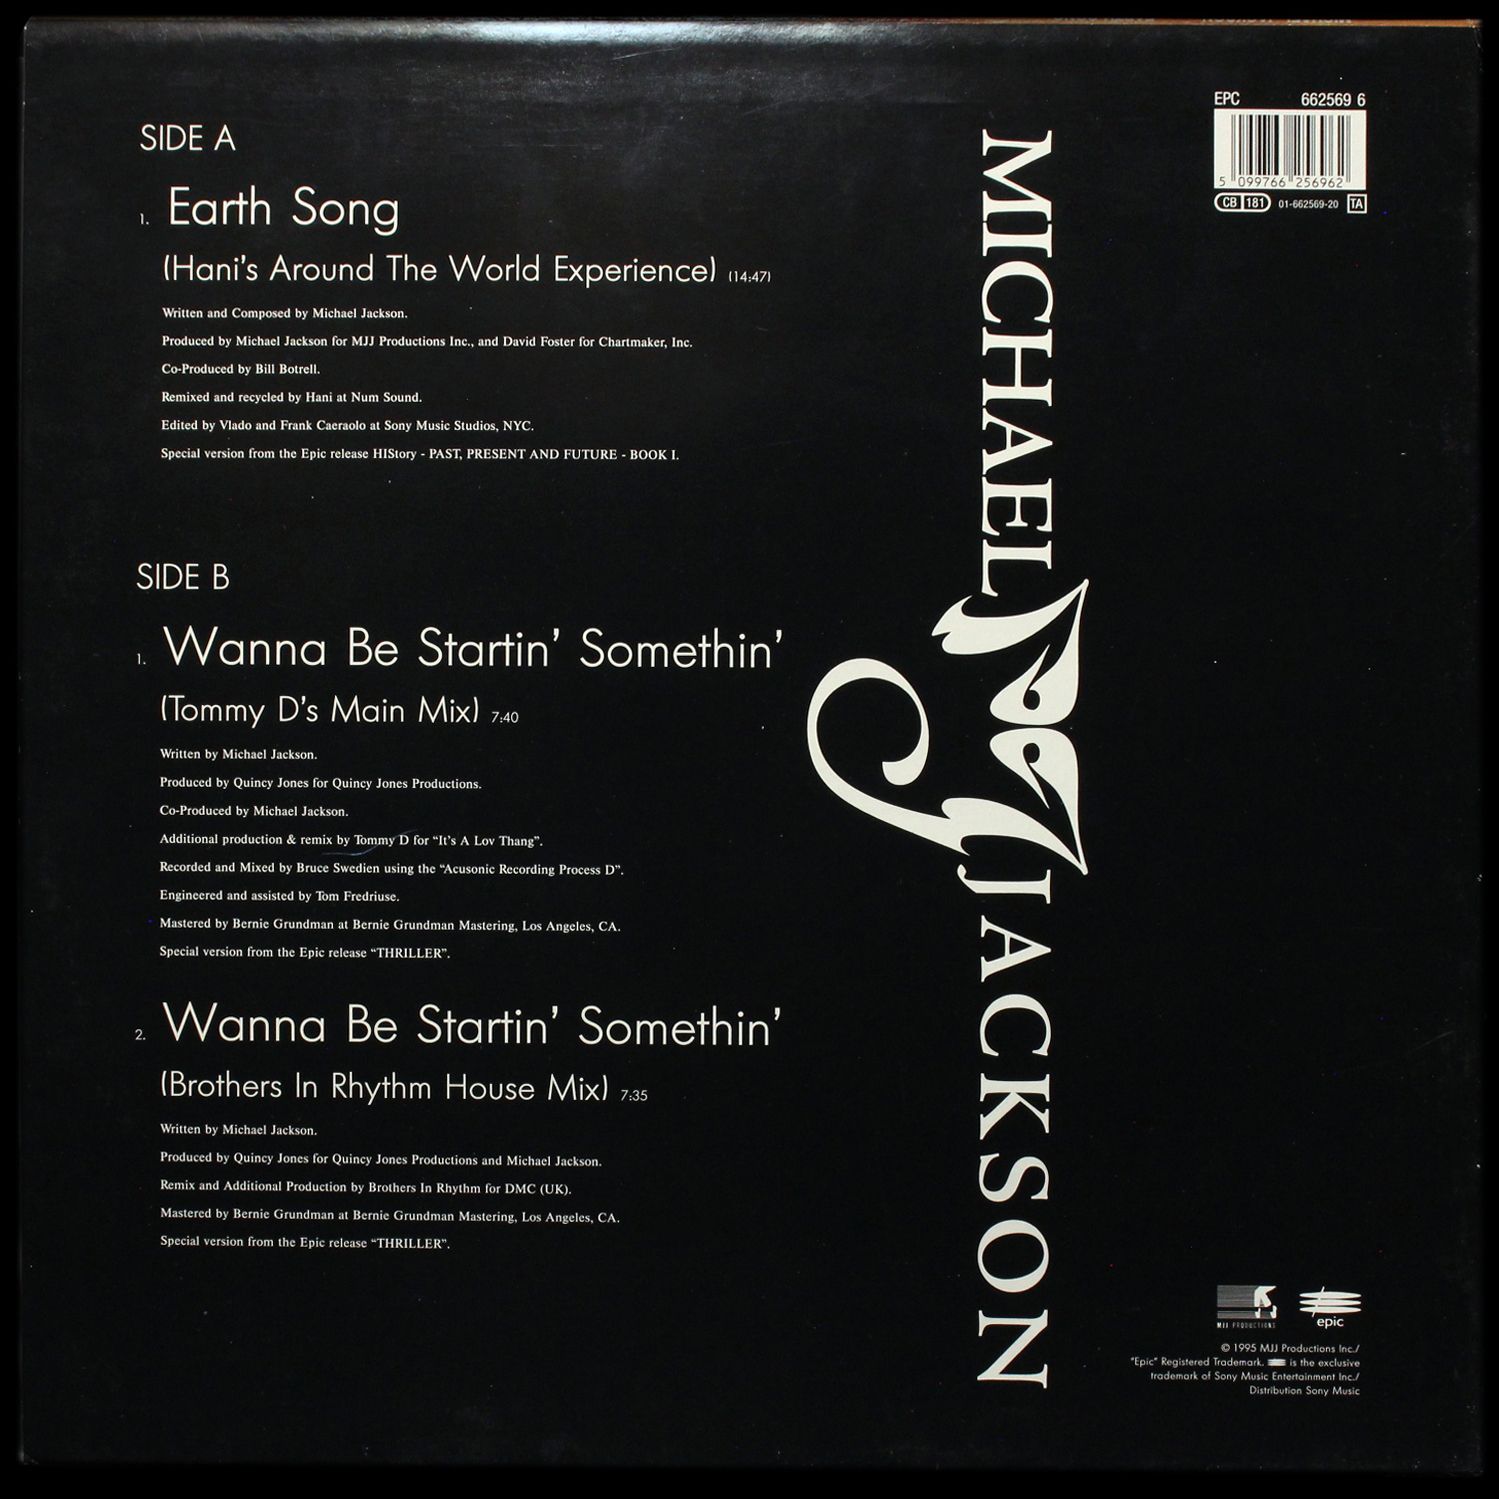 SIDE A
1. Earth Song
(Hani's Around The World Experience) (14:47)
Written and Composed by Michael Jackson.
Produced by Michael Jackson for MJJ Productions Inc., and David Foster for Chartmaker, Inc.
Co-Produced by Bill Botrell.
Remixed and recycled by Hani at Num Sound.
Edited by Vlado and Frank Caeraolo at Sony Music Studios, NYC.
Special version from the Epic release HIStory - PAST, PRESENT AND FUTURE - BOOK I.
SIDE B
1. Wanna Be Startin' Somethin'
(Tommy D's Main Mix) 7:40
Written by Michael Jackson.
Produced by Quincy Jones for Quincy Jones Productions.
Co-Produced by Michael Jackson.
Additional production & remix by Tommy D for “It's A Lov Thang”.
Recorded and Mixed by Bruce Swedien using the “Acusonic Recording Process D”.
Engineered and assisted by Tom Fredriuse.
Mastered by Bernie Grundman at Bernie Grundman Mastering, Los Angeles, CA.
Special version from the Epic release “THRILLER”.
2. Wanna Be Startin' Somethin'
(Brothers In Rhythm House Mix) 7:35
Written by Michael Jackson.
Produced by Quincy Jones for Quincy Jones Productions and Michael Jackson.
Remix and Additional Production by Brothers In Rhythm for DMC (UK).
Mastered by Bernie Grundman at Bernie Grundman Mastering, Los Angeles, CA.
Special version from the Epic release “THRILLER”.
MICHAEL JACKSON
EPC 662569 6
5 099766 256962
CB 181 01-662569-20 TA
MJJ PRODUCTIONS
epic
© 1995 MJJ Productions Inc./
"Epic" Registered Trademark. is the exclusive
trademark of Sony Music Entertainment Inc./
Distribution Sony Music